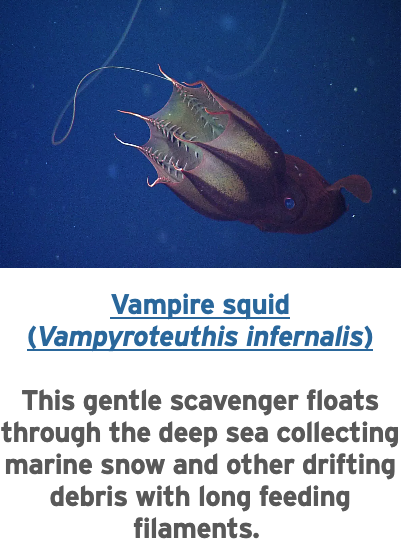 Vampire squid
(Vampyroteuthis infernalis)
This gentle scavenger floats
through the deep sea collecting
marine snow and other drifting
debris with long feeding
filaments.